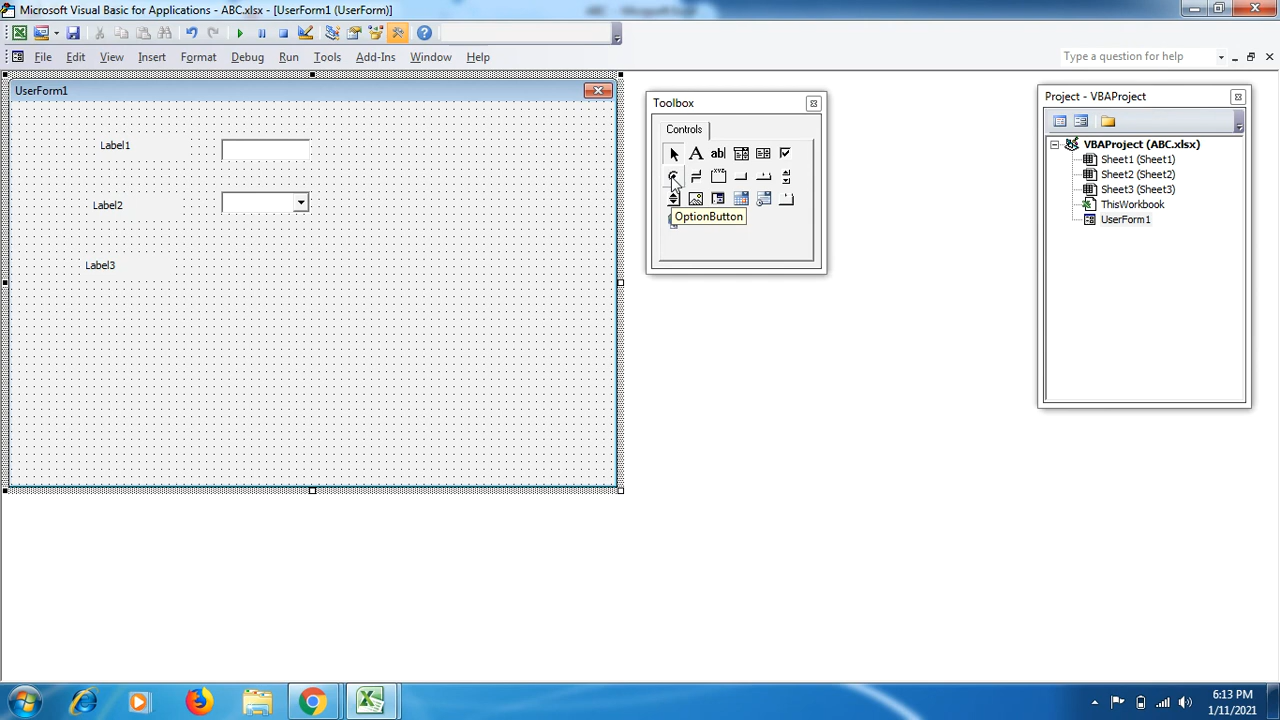 Microsoft Visual Basic for Applications - ABC.xlsx - [UserForm1 (UserForm)]
File Edit View Insert Format Debug Run Tools Add-Ins Window Help
Type a question for help
UserForm1
Label1
Label2
Label3
Toolbox
Controls
A abl
XYZ
OptionButton
Project - VBAProject
VBAProject (ABC.xlsx)
Sheet1 (Sheet1)
Sheet2 (Sheet2)
Sheet3 (Sheet3)
ThisWorkbook
UserForm1
6:13 PM
1/11/2021